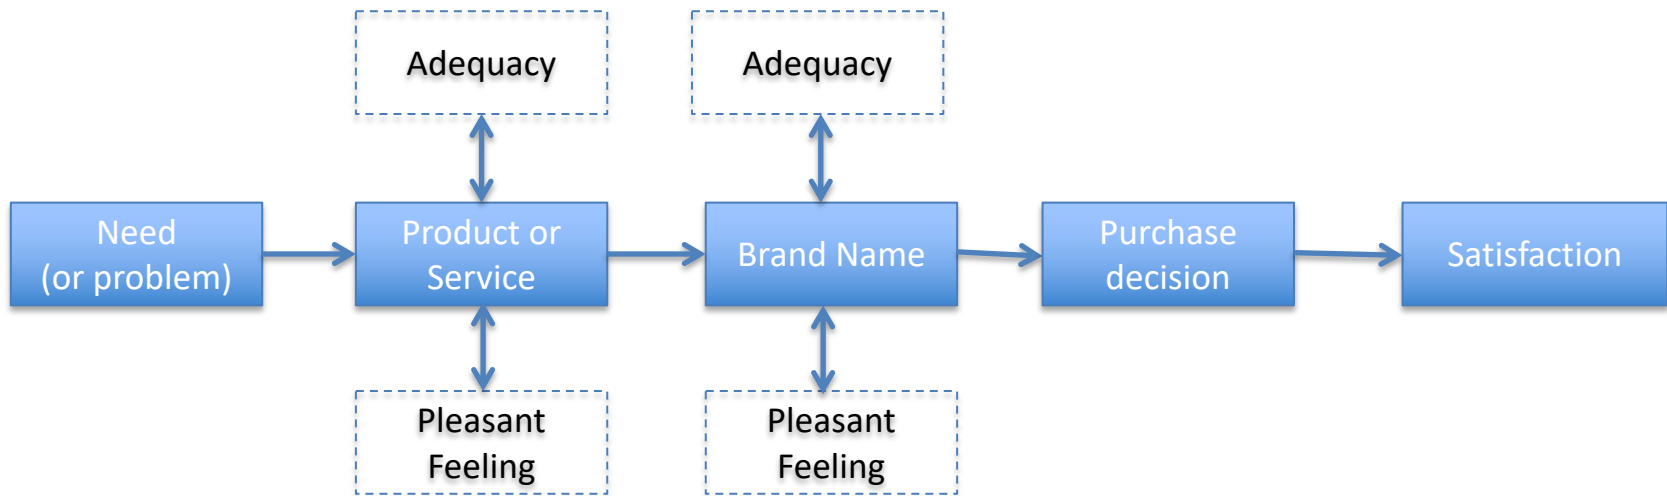 Adequacy
Adequacy
Need
(or problem)
Product or
Service
Brand Name
Purchase
decision
Satisfaction
Pleasant
Feeling
Pleasant
Feeling